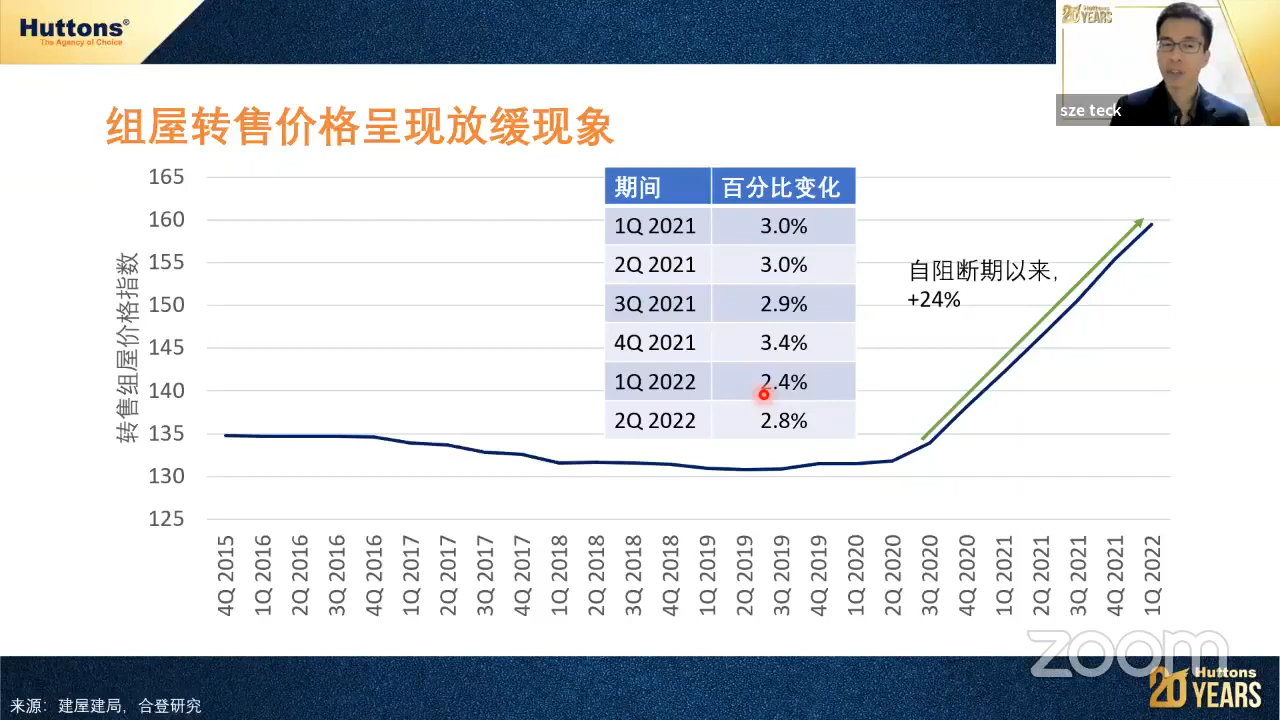 Huttons®
The Agency of Choice
20 Huttons YEARS
sze teck
组屋转售价格呈现放缓现象
转售组屋价格指数
165
160
155
150
145
140
135
130
125
期间 百分比变化
1Q 2021 3.0%
2Q 2021 3.0%
3Q 2021 2.9%
4Q 2021 3.4%
1Q 2022 2.4%
2Q 2022 2.8%
自阻断期以来,
+24%
4Q 2015
1Q 2016
2Q 2016
3Q 2016
4Q 2016
1Q 2017
2Q 2017
3Q 2017
4Q 2017
1Q 2018
2Q 2018
3Q 2018
4Q 2018
1Q 2019
2Q 2019
3Q 2019
4Q 2019
1Q 2020
2Q 2020
3Q 2020
4Q 2020
1Q 2021
2Q 2021
3Q 2021
4Q 2021
1Q 2022
zoom
Huttons
20 YEARS
来源：建屋建局，合登研究